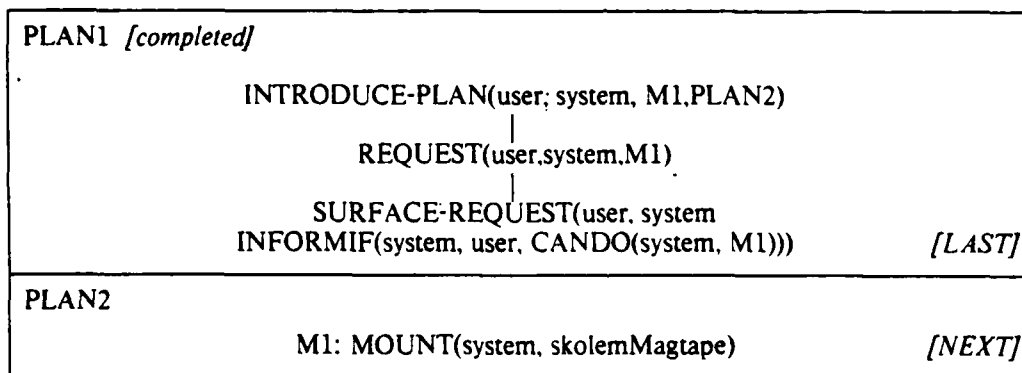 PLAN1 [completed]
INTRODUCE-PLAN(user; system, M1,PLAN2)
REQUEST(user,system,M1)
SURFACE-REQUEST(user, system
INFORMIF(system, user, CANDO(system, M1))) [LAST]
PLAN2
M1: MOUNT(system, skolemMagtape) [NEXT]